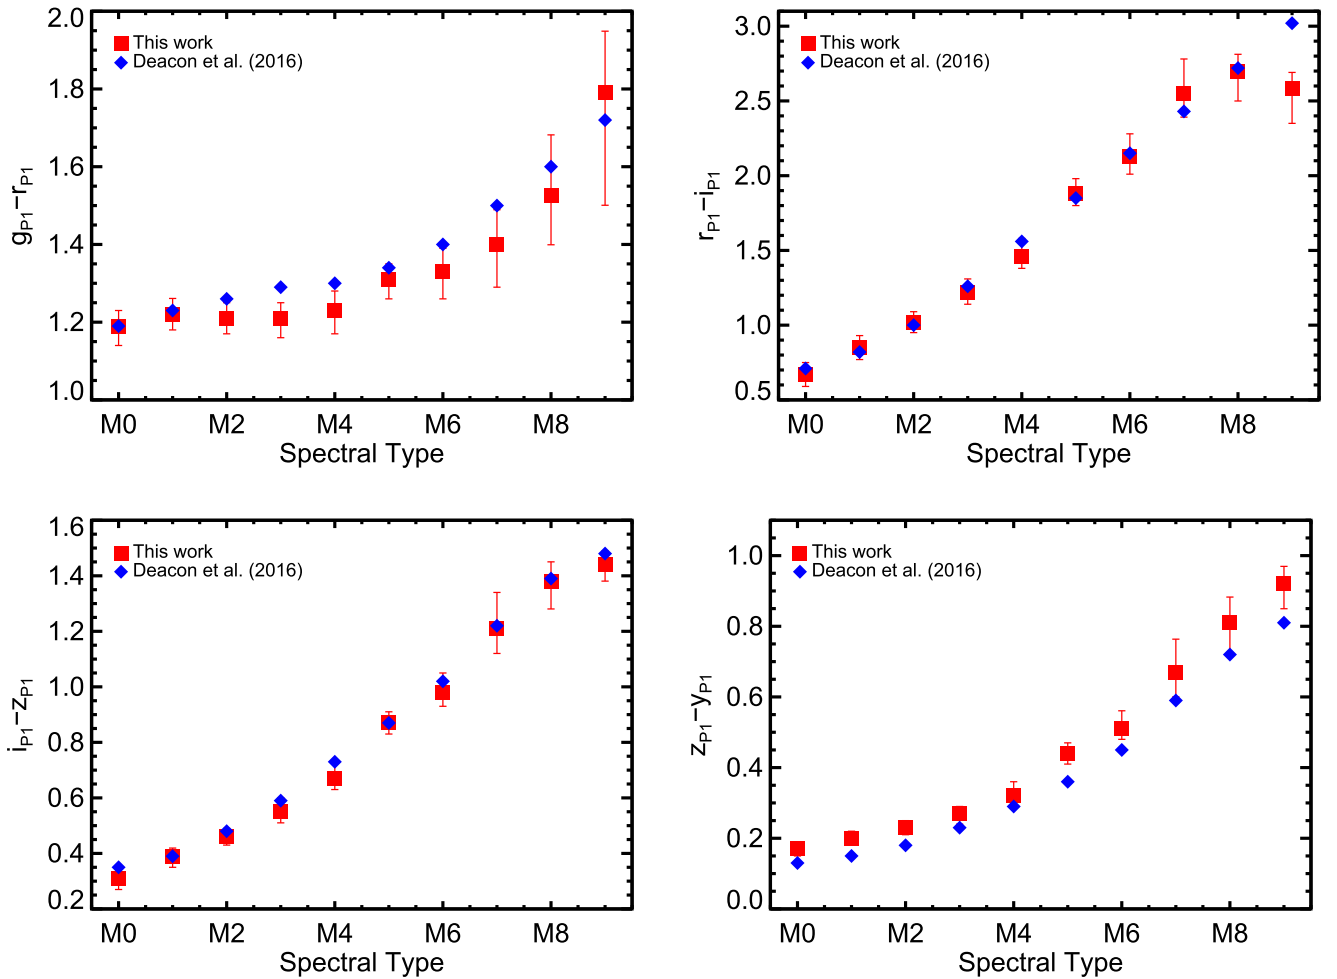 2.0
1.8
1.6
1.4
1.2
1.0
g_P1−r_P1
This work
Deacon et al. (2016)
M0 M2 M4 M6 M8
Spectral Type
3.0
2.5
2.0
1.5
1.0
0.5
r_P1−i_P1
This work
Deacon et al. (2016)
M0 M2 M4 M6 M8
Spectral Type
1.6
1.4
1.2
1.0
0.8
0.6
0.4
0.2
i_P1−z_P1
This work
Deacon et al. (2016)
M0 M2 M4 M6 M8
Spectral Type
1.0
0.8
0.6
0.4
0.2
0.0
z_P1−y_P1
This work
Deacon et al. (2016)
M0 M2 M4 M6 M8
Spectral Type